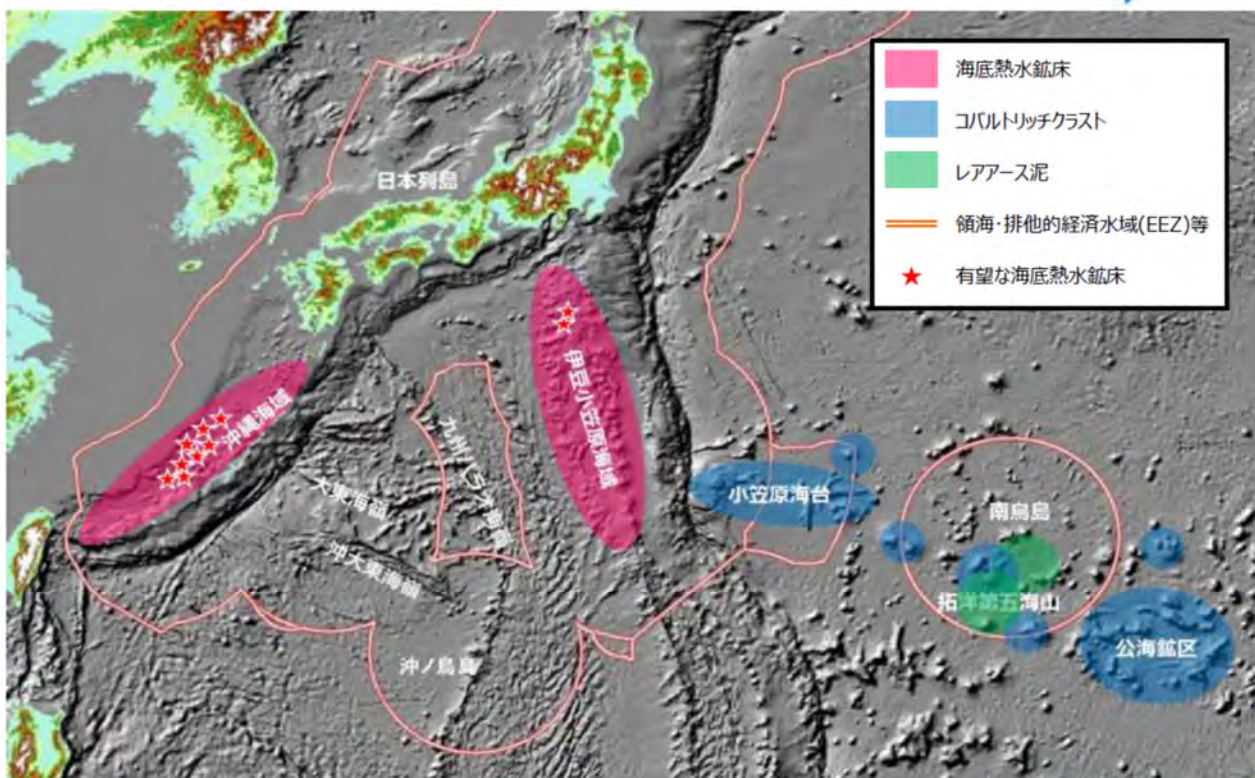 海底熱水鉱床
コバルトリッチクラスト
レアアース泥
領海・排他的経済水域(EEZ)等
有望な海底熱水鉱床
日本列島
沖縄海域
伊豆小笠原海域
九州パラオ海嶺
大東海嶺
沖大東海嶺
沖ノ鳥島
小笠原海台
南鳥島
拓洋第五海山
公海鉱区